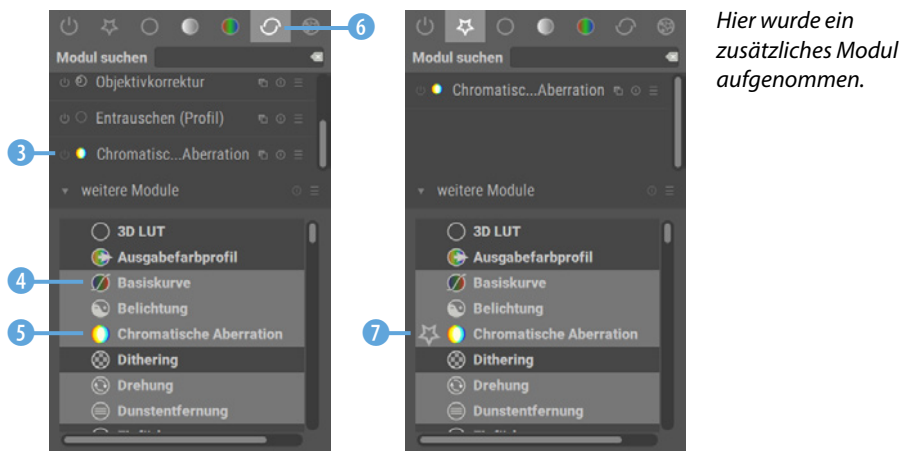 6
Hier wurde ein
zusätzliches Modul
aufgenommen.
Modul suchen
Objektivkorrektur
Entrauschen (Profil)
3
Chromatisc...Aberration
weitere Module
3D LUT
Ausgabefarbprofil
4
Basiskurve
Belichtung
5
Chromatische Aberration
Dithering
Drehung
Dunstentfernung
Modul suchen
Chromatisc...Aberration
weitere Module
3D LUT
Ausgabefarbprofil
Basiskurve
Belichtung
7
Chromatische Aberration
Dithering
Drehung
Dunstentfernung